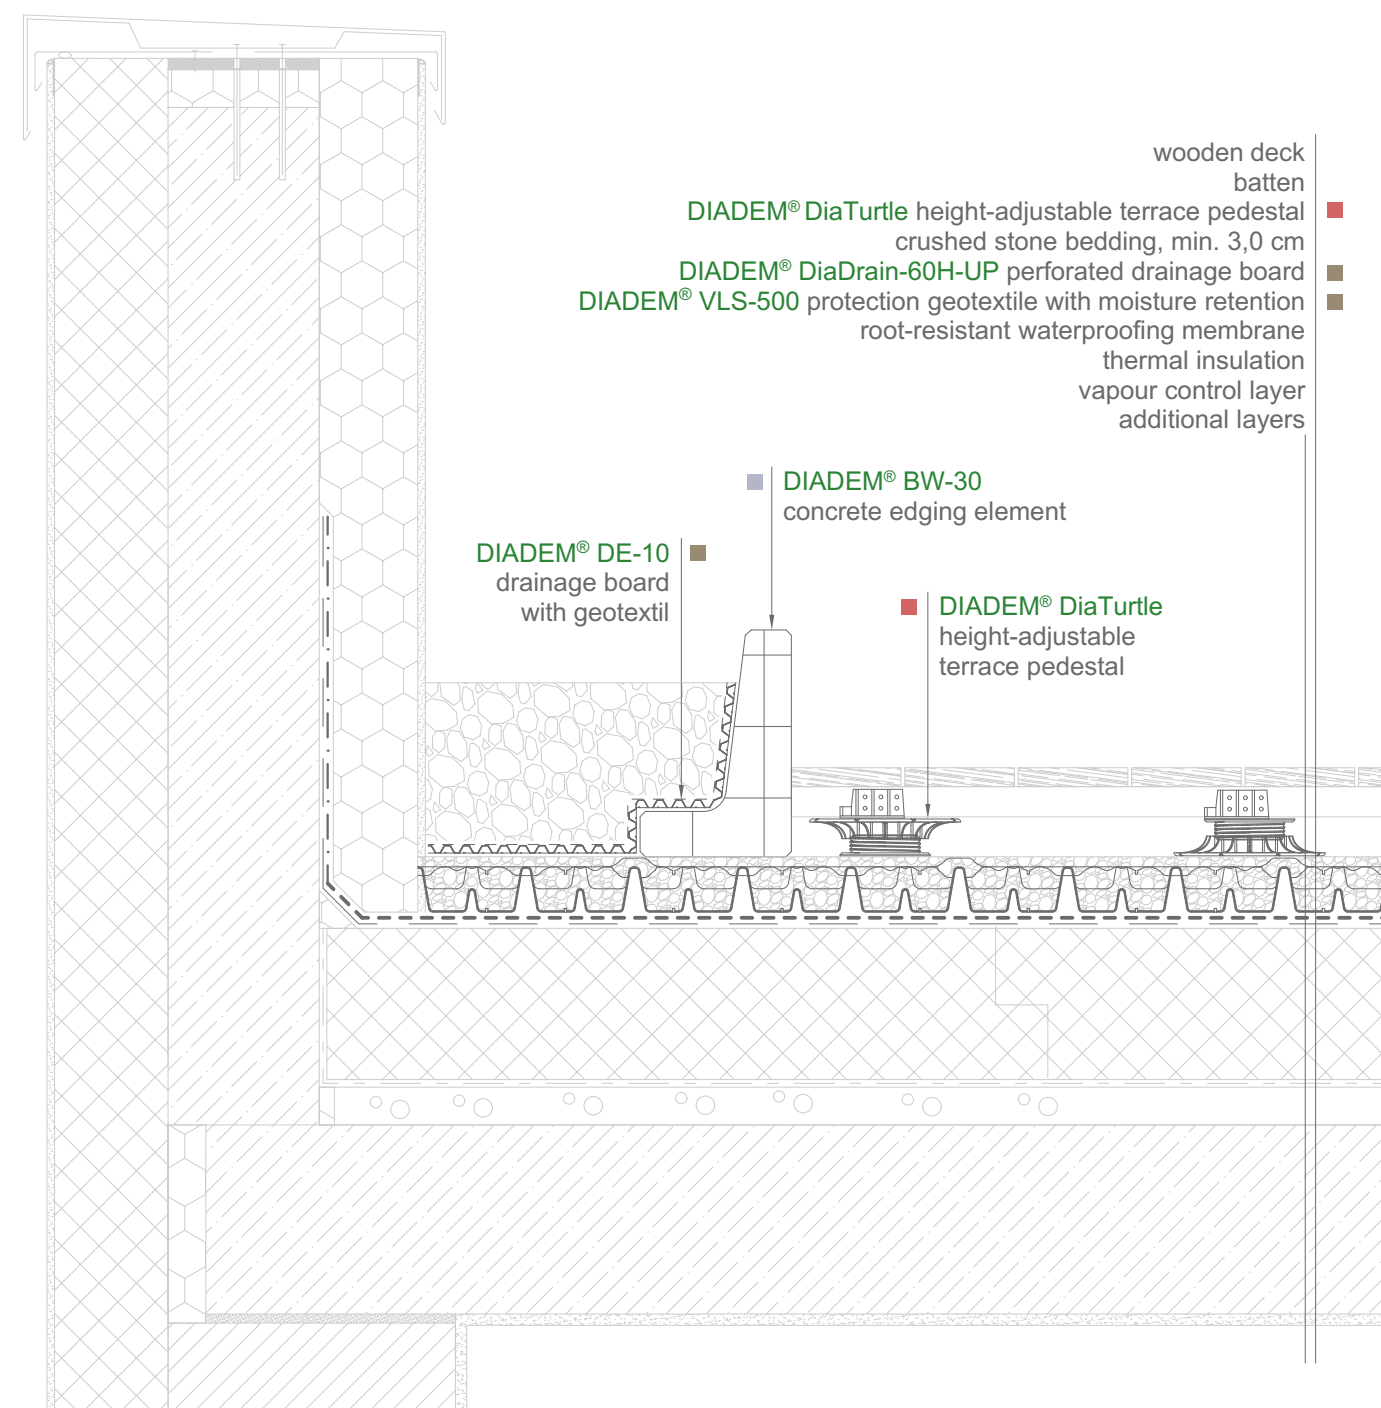 wooden deck
batten
DIADEM® DiaTurtle height-adjustable terrace pedestal
crushed stone bedding, min. 3,0 cm
DIADEM® DiaDrain-60H-UP perforated drainage board
DIADEM® VLS-500 protection geotextile with moisture retention
root-resistant waterproofing membrane
thermal insulation
vapour control layer
additional layers
DIADEM® BW-30
concrete edging element
DIADEM® DE-10
drainage board
with geotextil
DIADEM® DiaTurtle
height-adjustable
terrace pedestal